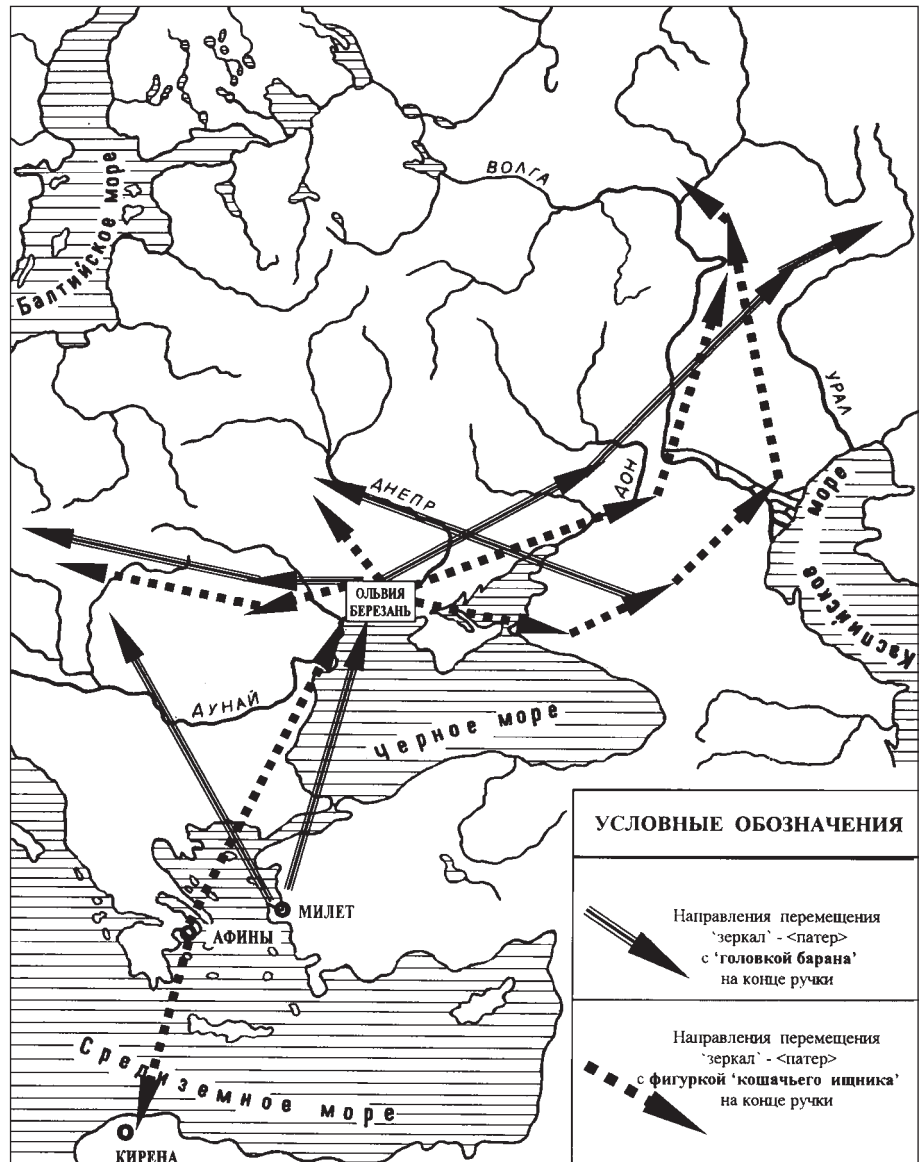 ВОЛГА
Балтийское море
УРАЛ
ДНЕПР
ДОН
Каспийское море
ОЛЬВИЯ
БЕРЕЗАНЬ
ДУНАЙ
Черное море
МИЛЕТ
АФИНЫ
Средиземное море
КИРЕНА
УСЛОВНЫЕ ОБОЗНАЧЕНИЯ
Направления перемещения
`зеркал` - <патер>
с ‘головкой барана’
на конце ручки
Направления перемещения
`зеркал` - <патер>
с фигуркой ‘кошачьего ищника’
на конце ручки